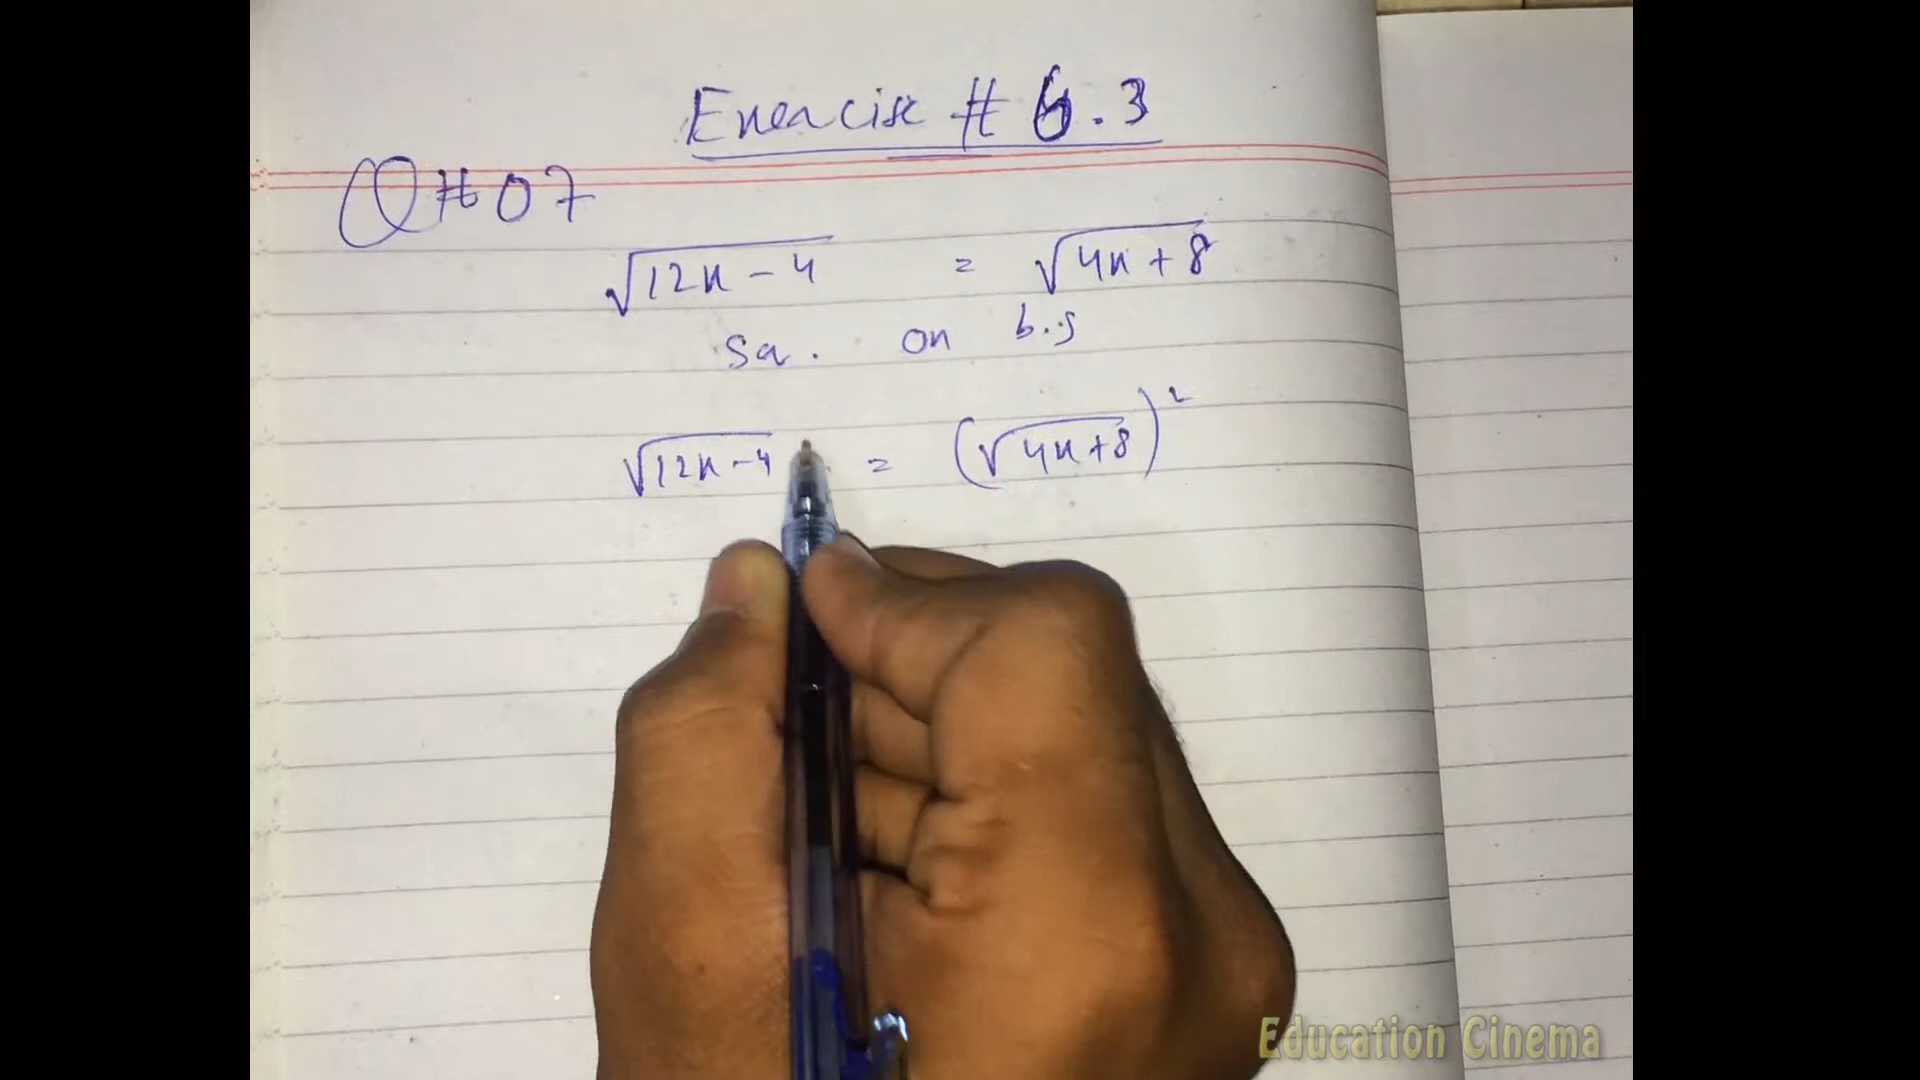 Exercise # 6.3
Q#07
√12x-4 = √4x+8
Sq. on b.s
√12x-4 = (√4x+8)²
Education Cinema